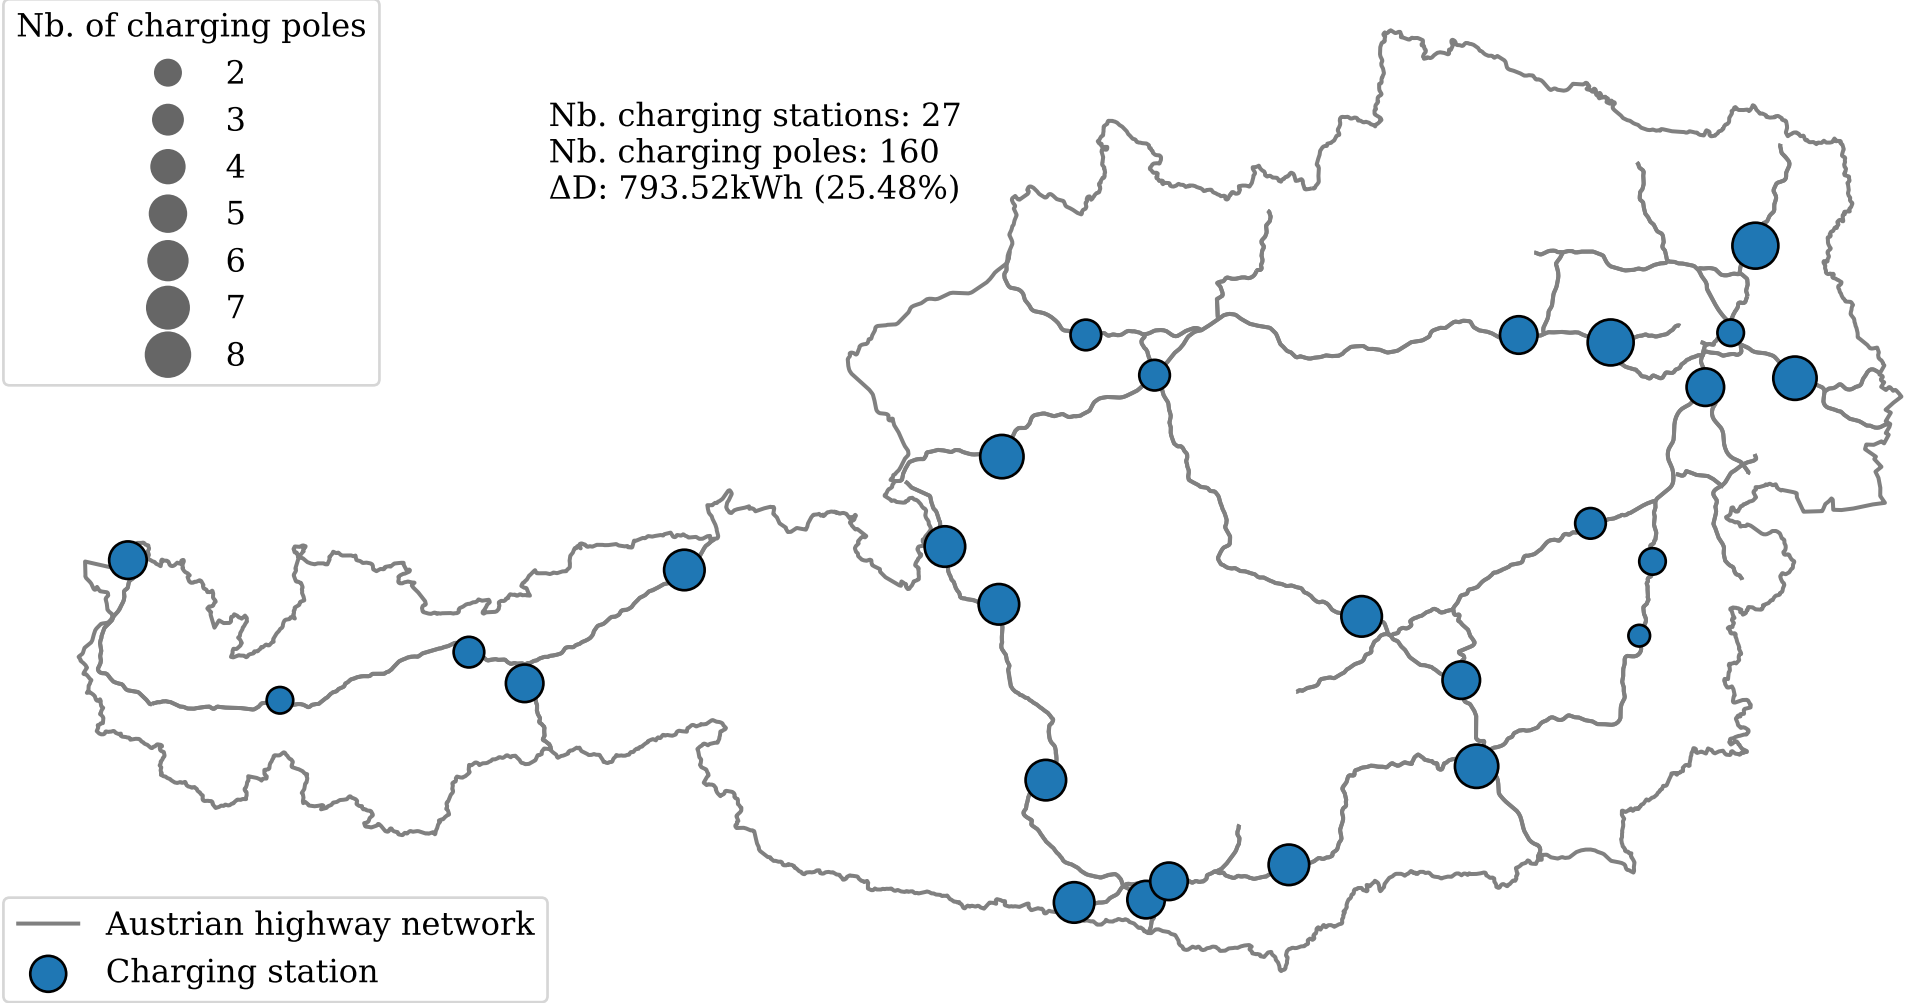 Nb. of charging poles
2
3
4
5
6
7
8
Nb. charging stations: 27
Nb. charging poles: 160
ΔD: 793.52kWh (25.48%)
Austrian highway network
Charging station